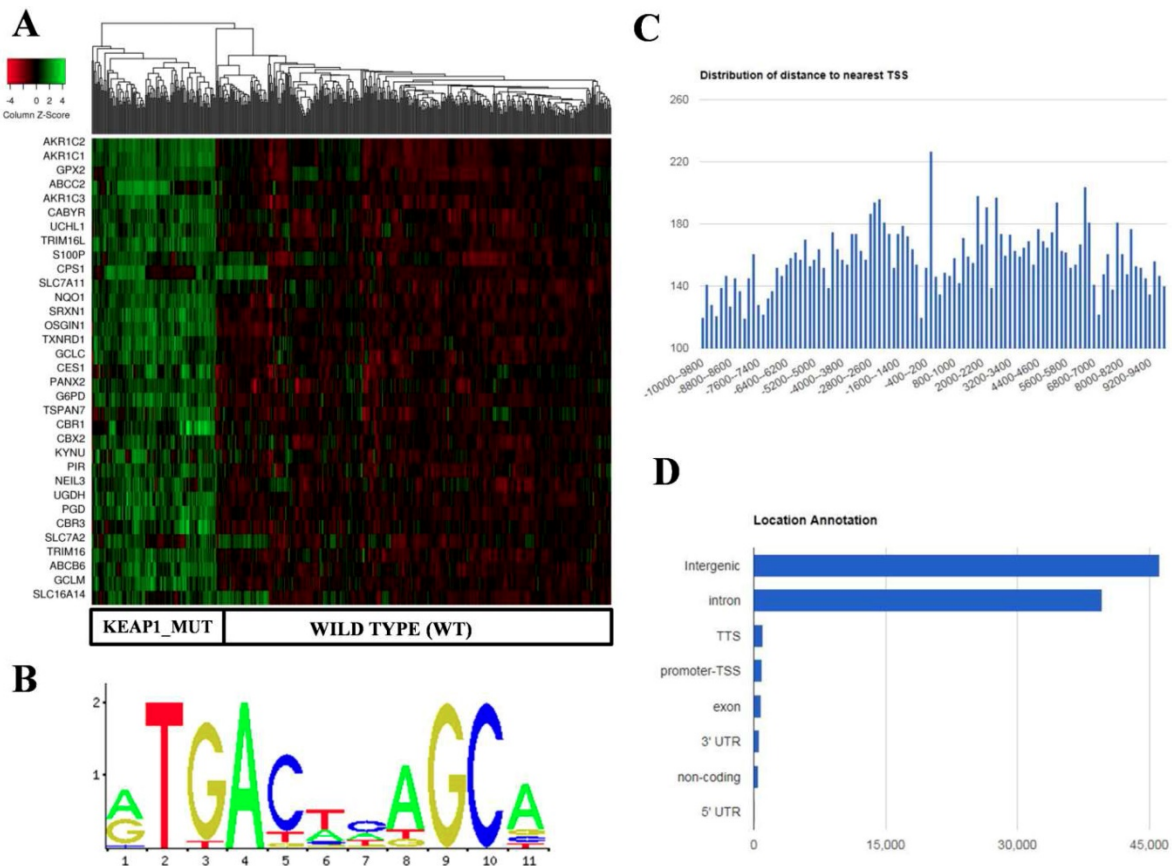 A
-4 0 2 4
Column Z-Score
AKR1C2
AKR1C1
GPX2
ABCC2
AKR1C3
CABYR
UCHL1
TRIM16L
S100P
CPS1
SLC7A11
NQO1
SRXN1
OSGIN1
TXNRD1
GCLC
CES1
PANX2
G6PD
TSPAN7
CBR1
CBX2
KYNU
PIR
NEIL3
UGDH
PGD
CBR3
SLC7A2
TRIM16
ABCB6
GCLM
SLC16A14
KEAP1_MUT WILD TYPE (WT)
B
2
1
1 2 3 4 5 6 7 8 9 10 11
C
Distribution of distance to nearest TSS
260
220
180
140
100
-10000--9800
-8800--8600
-7600--7400
-6400--6200
-5200--5000
-4000--3800
-2800--2600
-1600--1400
-400--200
800-1000
2000-2200
3200-3400
4400-4600
5600-5800
6800-7000
8000-8200
9200-9400
D
Location Annotation
Intergenic
intron
TTS
promoter-TSS
exon
3' UTR
non-coding
5' UTR
15,000 30,000 45,000